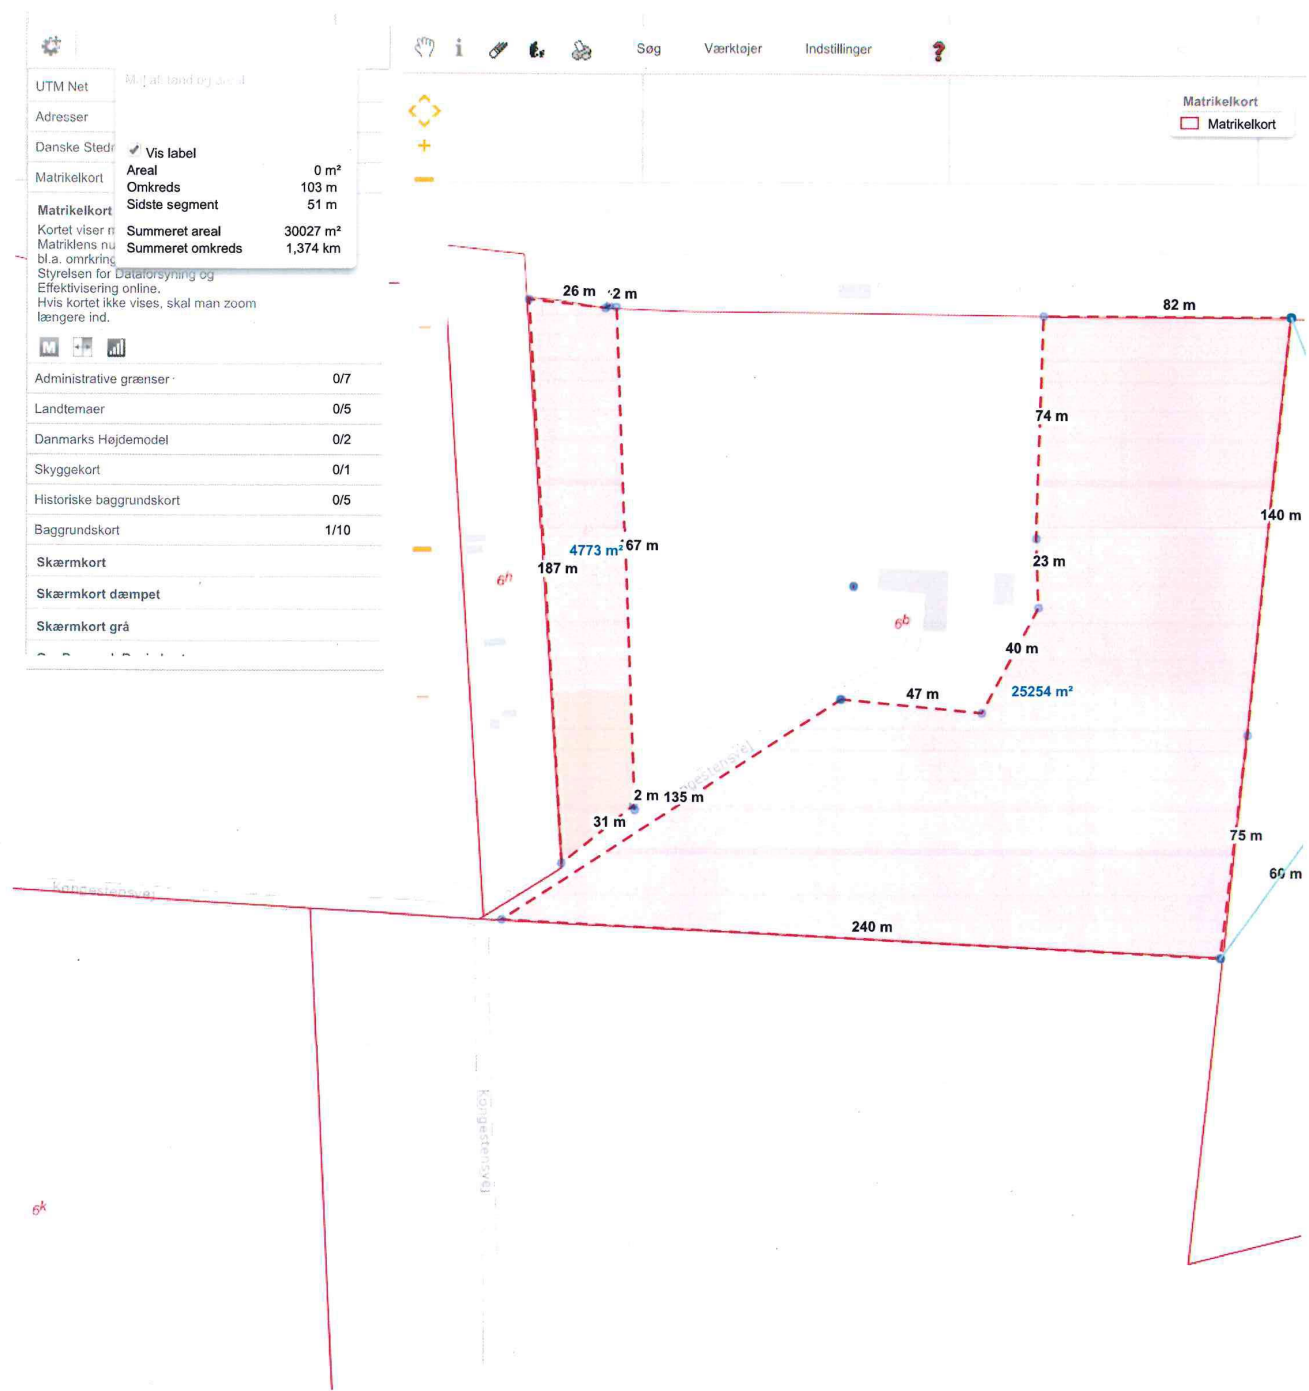 Søg Værktøjer Indstillinger ?
UTM Net
Adresser
Danske Stedn
Matrikelkort
Matrikelkort
Kortet viser m
Matriklens nu
bl.a. omrkring
Styrelsen for Dataforsyning og
Effektivisering online.
Hvis kortet ikke vises, skal man zoom
længere ind.
M
Vis label
Areal 0 m²
Omkreds 103 m
Sidste segment 51 m
Summeret areal 30027 m²
Summeret omkreds 1,374 km
Administrative grænser 0/7
Landtemaer 0/5
Danmarks Højdemodel 0/2
Skyggekort 0/1
Historiske baggrundskort 0/5
Baggrundskort 1/10
Skærmkort
Skærmkort dæmpet
Skærmkort grå
Matrikelkort
Matrikelkort
26 m
2 m
82 m
74 m
140 m
4773 m²
67 m
187 m
23 m
6h
6b
40 m
47 m
25254 m²
2 m
135 m
31 m
75 m
60 m
240 m
Kongestensvej
Kongestensvej
6k